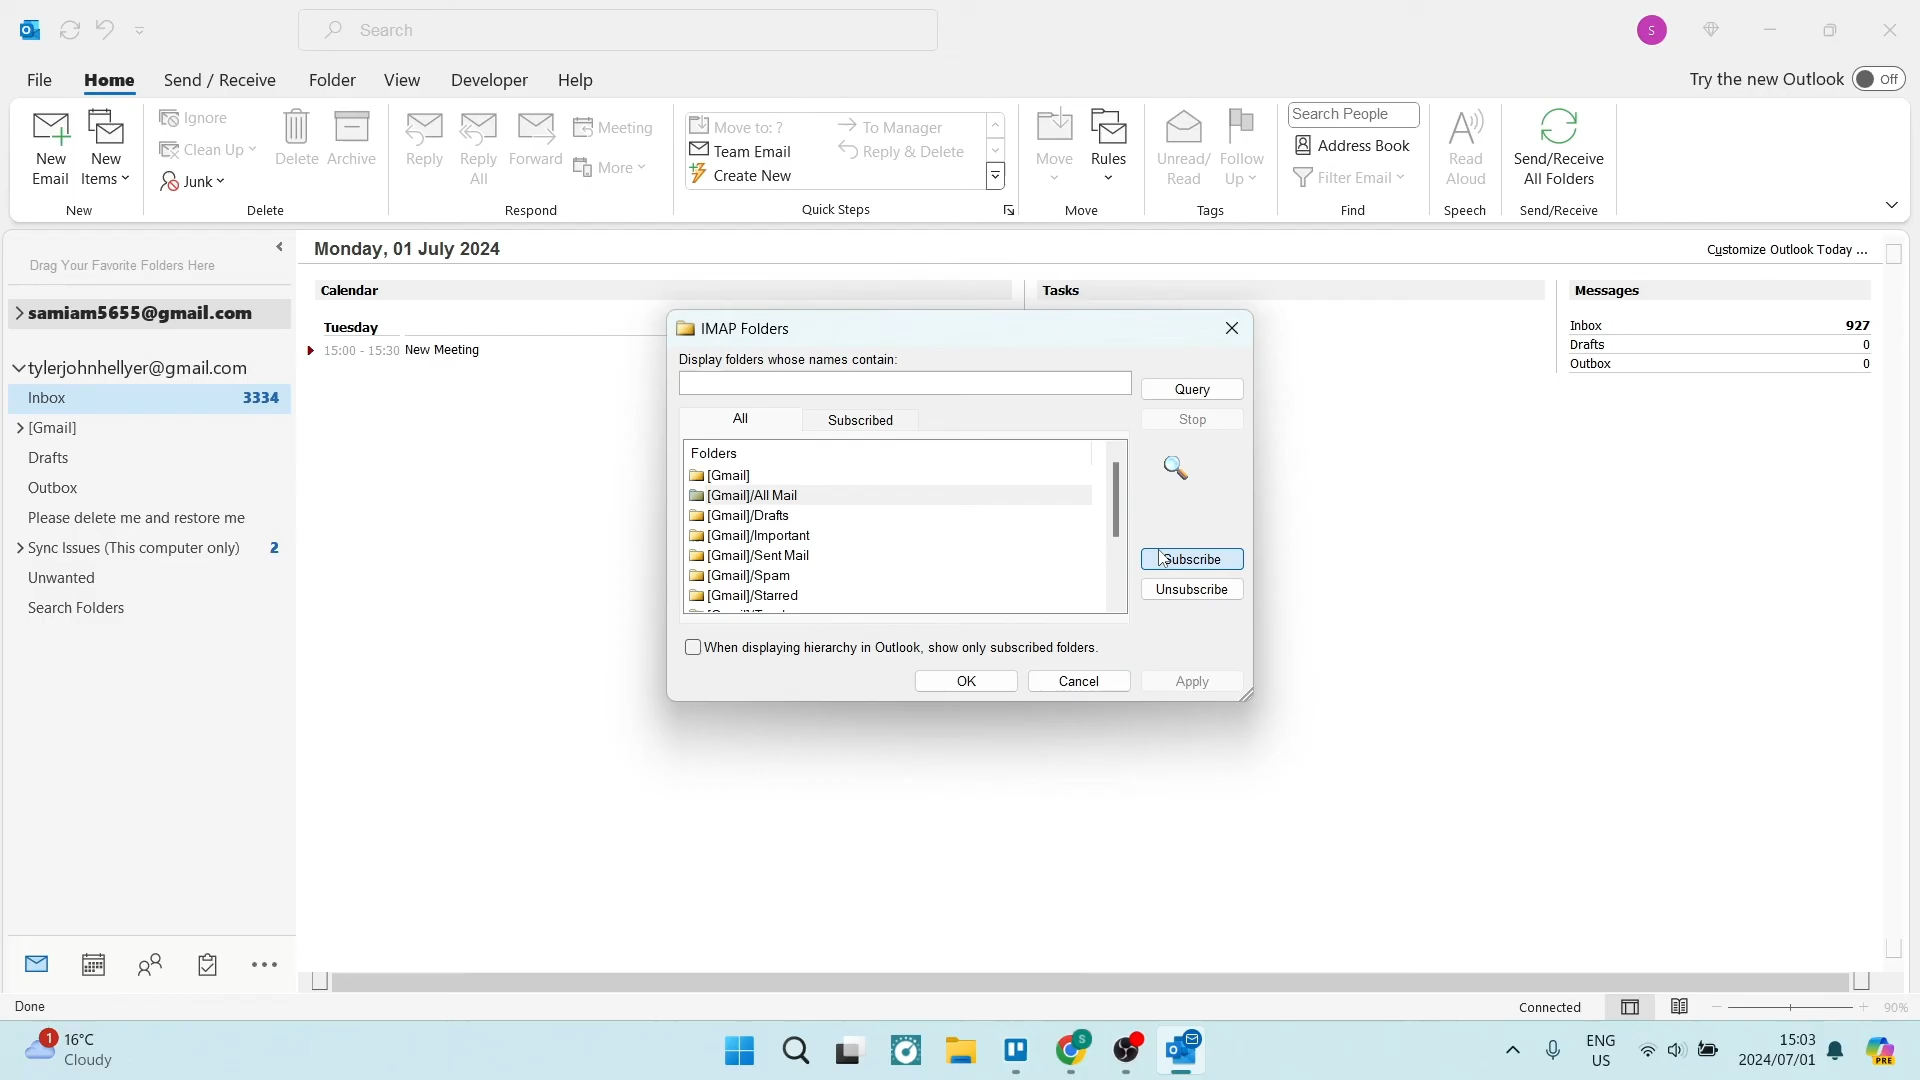 Search
S
File Home Send / Receive Folder View Developer Help
Try the new Outlook Off
New Email
New Items
New
Ignore
Clean Up
Junk
Delete
Archive
Delete
Reply
Reply All
Forward
Meeting
More
Respond
Move to: ?
Team Email
Create New
To Manager
Reply & Delete
Quick Steps
Move
Rules
Move
Unread/ Read
Follow Up
Tags
Search People
Address Book
Filter Email
Find
Read Aloud
Speech
Send/Receive All Folders
Send/Receive
Drag Your Favorite Folders Here
samiam5655@gmail.com
tylerjohnhellyer@gmail.com
Inbox 3334
[Gmail]
Drafts
Outbox
Please delete me and restore me
Sync Issues (This computer only) 2
Unwanted
Search Folders
Monday, 01 July 2024
Customize Outlook Today ...
Calendar
Tuesday
15:00 - 15:30 New Meeting
Tasks
Messages
Inbox 927
Drafts 0
Outbox 0
IMAP Folders
Display folders whose names contain:
Query
All
Subscribed
Stop
Folders
[Gmail]
[Gmail]/All Mail
[Gmail]/Drafts
[Gmail]/Important
[Gmail]/Sent Mail
[Gmail]/Spam
[Gmail]/Starred
Subscribe
Unsubscribe
When displaying hierarchy in Outlook, show only subscribed folders.
OK
Cancel
Apply
Done
Connected
90%
1
16°C
Cloudy
S
ENG
US
15:03
2024/07/01
PRE